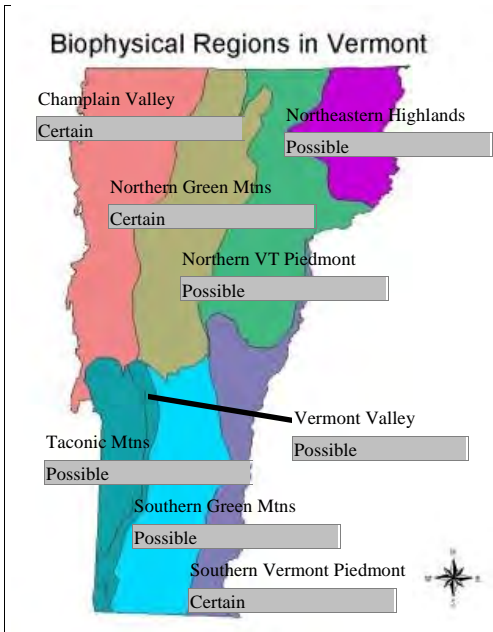 Biophysical Regions in Vermont
Champlain Valley
Certain
Northeastern Highlands
Possible
Northern Green Mtns
Certain
Northern VT Piedmont
Possible
Vermont Valley
Possible
Taconic Mtns
Possible
Southern Green Mtns
Possible
Southern Vermont Piedmont
Certain